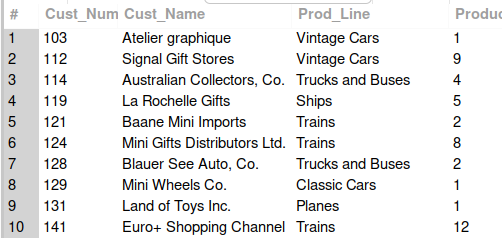 # Cust_Num Cust_Name Prod_Line Produc
1 103 Atelier graphique Vintage Cars 1
2 112 Signal Gift Stores Vintage Cars 9
3 114 Australian Collectors, Co. Trucks and Buses 4
4 119 La Rochelle Gifts Ships 5
5 121 Baane Mini Imports Trains 2
6 124 Mini Gifts Distributors Ltd. Trains 8
7 128 Blauer See Auto, Co. Trucks and Buses 2
8 129 Mini Wheels Co. Classic Cars 1
9 131 Land of Toys Inc. Planes 1
10 141 Euro+ Shopping Channel Trains 12